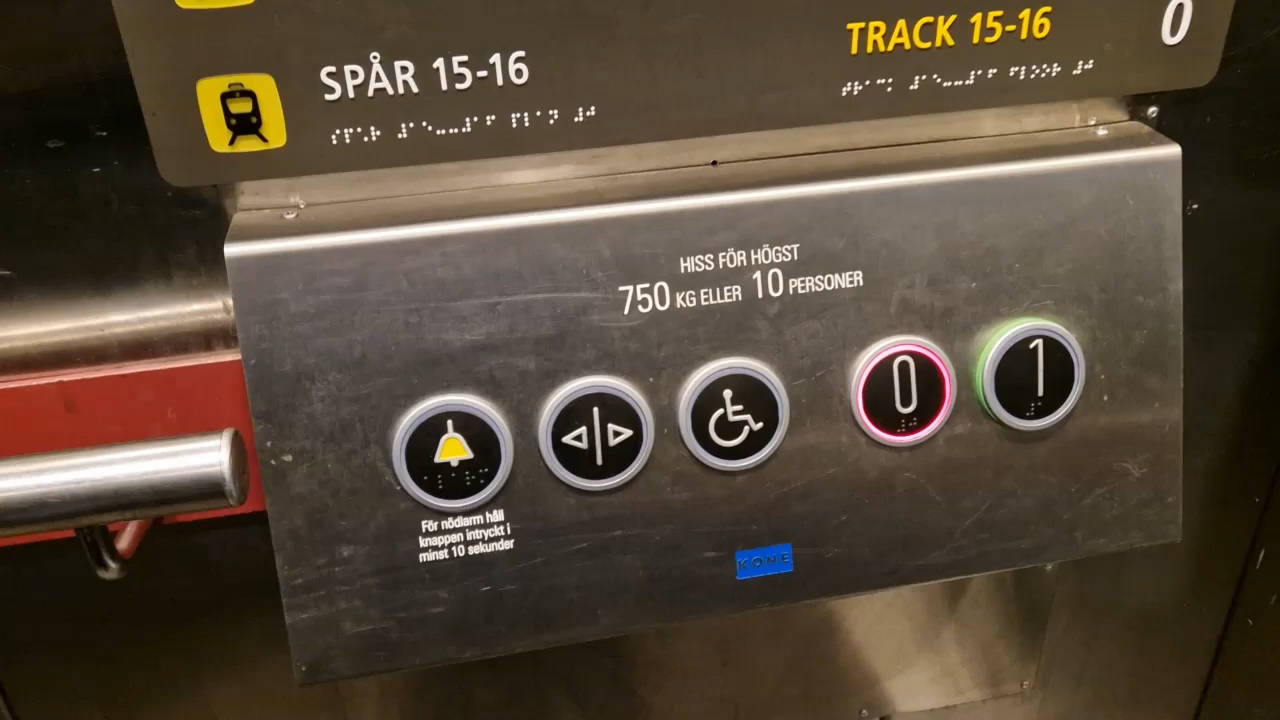 SPÅR 15-16
TRACK 15-16
0
HISS FÖR HÖGST
750 KG ELLER 10 PERSONER
0
1
För nödlarm håll
knappen intryckt i
minst 10 sekunder
KONE